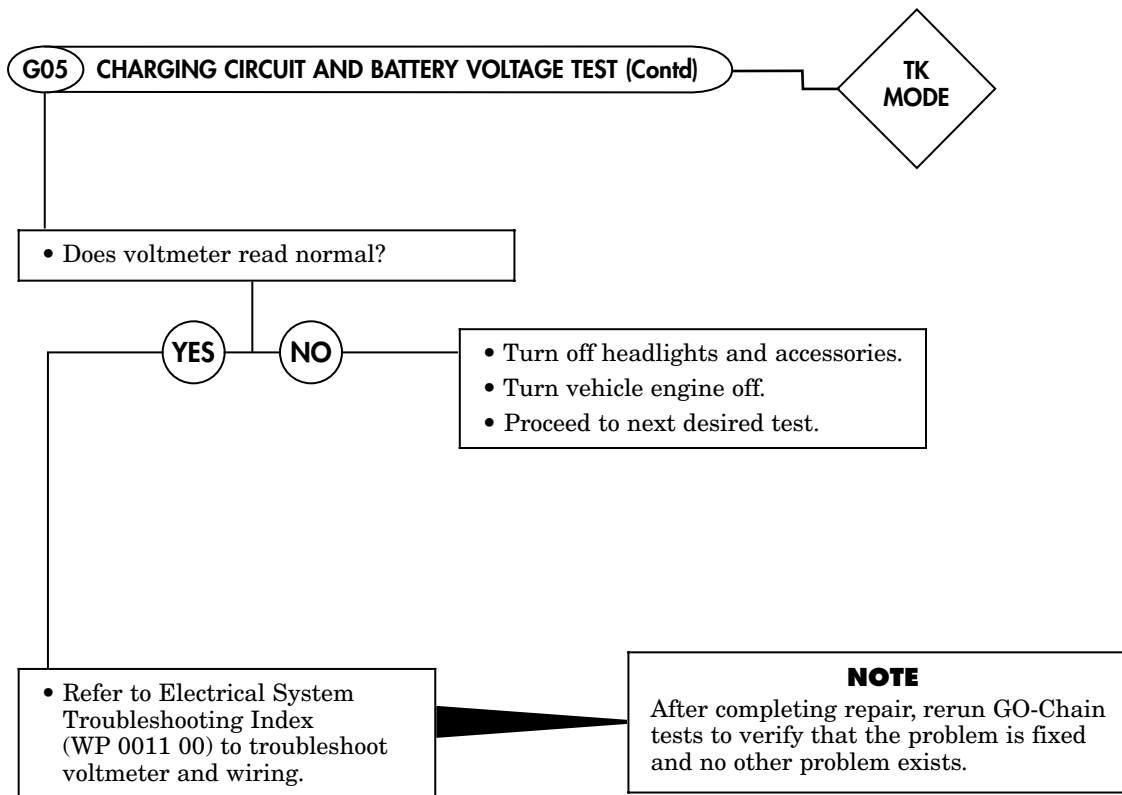 G05 CHARGING CIRCUIT AND BATTERY VOLTAGE TEST (Contd)
TK
MODE
• Does voltmeter read normal?
YES
NO
• Turn off headlights and accessories.
• Turn vehicle engine off.
• Proceed to next desired test.
• Refer to Electrical System
Troubleshooting Index
(WP 0011 00) to troubleshoot
voltmeter and wiring.
NOTE
After completing repair, rerun GO-Chain
tests to verify that the problem is fixed
and no other problem exists.